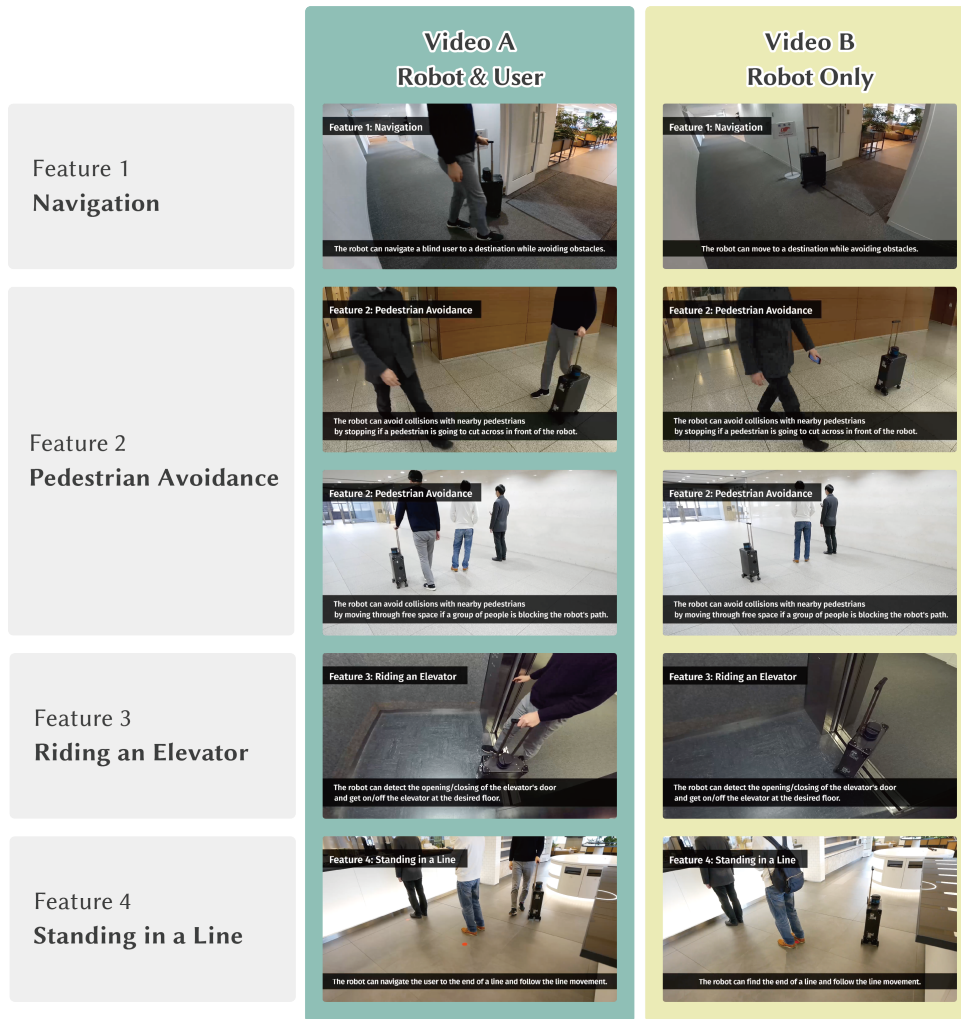 Video A
Robot & User
Video B
Robot Only
Feature 1
Navigation
Feature 1: Navigation
The robot can navigate a blind user to a destination while avoiding obstacles.
Feature 1: Navigation
The robot can move to a destination while avoiding obstacles.
Feature 2
Pedestrian Avoidance
Feature 2: Pedestrian Avoidance
The robot can avoid collisions with nearby pedestrians
by stopping if a pedestrian is going to cut across in front of the robot.
Feature 2: Pedestrian Avoidance
The robot can avoid collisions with nearby pedestrians
by stopping if a pedestrian is going to cut across in front of the robot.
Feature 2: Pedestrian Avoidance
The robot can avoid collisions with nearby pedestrians
by moving through free space if a group of people is blocking the robot's path.
Feature 2: Pedestrian Avoidance
The robot can avoid collisions with nearby pedestrians
by moving through free space if a group of people is blocking the robot's path.
Feature 3
Riding an Elevator
Feature 3: Riding an Elevator
The robot can detect the opening/closing of the elevator's door
and get on/off the elevator at the desired floor.
Feature 3: Riding an Elevator
The robot can detect the opening/closing of the elevator's door
and get on/off the elevator at the desired floor.
Feature 4
Standing in a Line
Feature 4: Standing in a Line
The robot can navigate the user to the end of a line and follow the line movement.
Feature 4: Standing in a Line
The robot can find the end of a line and follow the line movement.